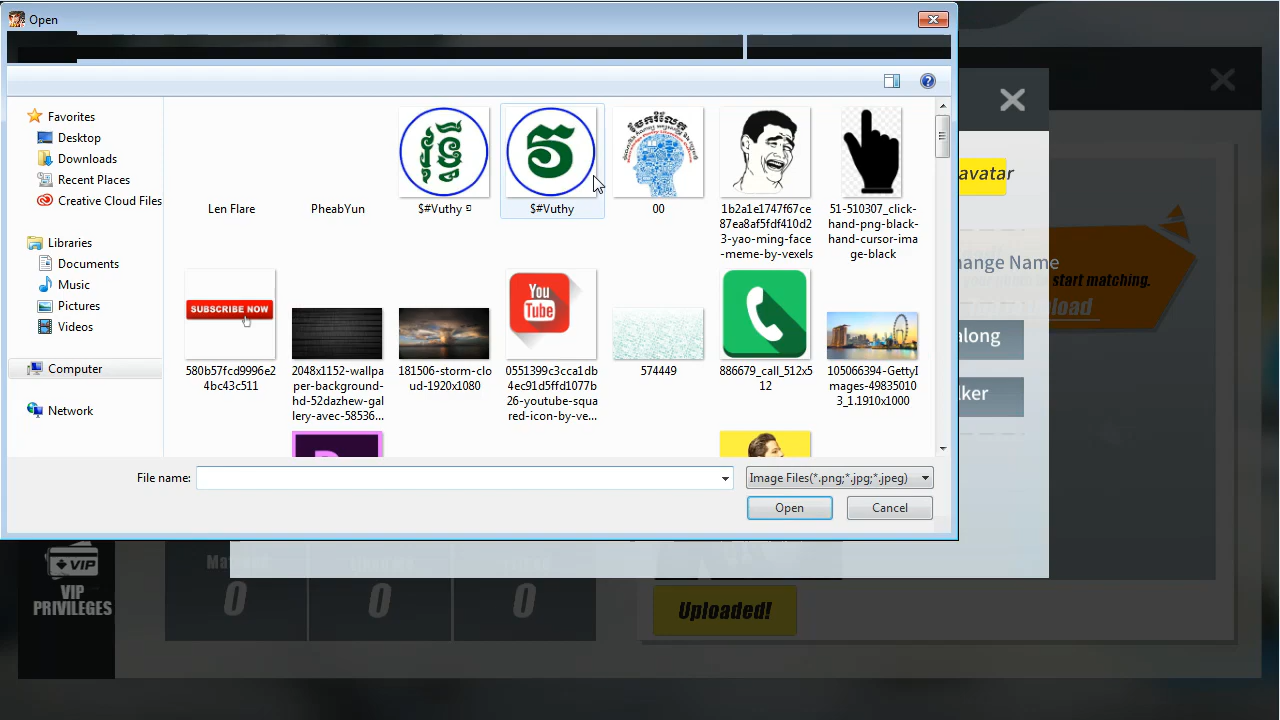 Open
Favorites
Desktop
Downloads
Recent Places
Creative Cloud Files
Libraries
Documents
Music
Pictures
Videos
Computer
Network
Len Flare
PheabYun
$#Vuthy
$#Vuthy
00
1b2a1e1747f67ce
87ea8af5fdf410d2
3-yao-ming-face
-meme-by-vexels
51-510307_click-
hand-png-black-
hand-cursor-ima
ge-black
SUBSCRIBE NOW
You
Tube
580b57fcd9996e2
4bc43c511
2048x1152-wallpa
per-background-
hd-52dazhew-gal
lery-avec-58536...
181506-storm-clo
ud-1920x1080
0551399c3cca1db
4ec91d5ffd1077b
26-youtube-squa
red-icon-by-ve...
574449
886679_call_512x5
12
105066394-GettyI
mages-49835010
3_1.1910x1000
File name:
Image Files(*.png;*.jpg;*.jpeg)
Open
Cancel
avatar
hange Name
start matching.
along
lker
VIP
VIP
PRIVILEGES
0
0
0
Uploaded!